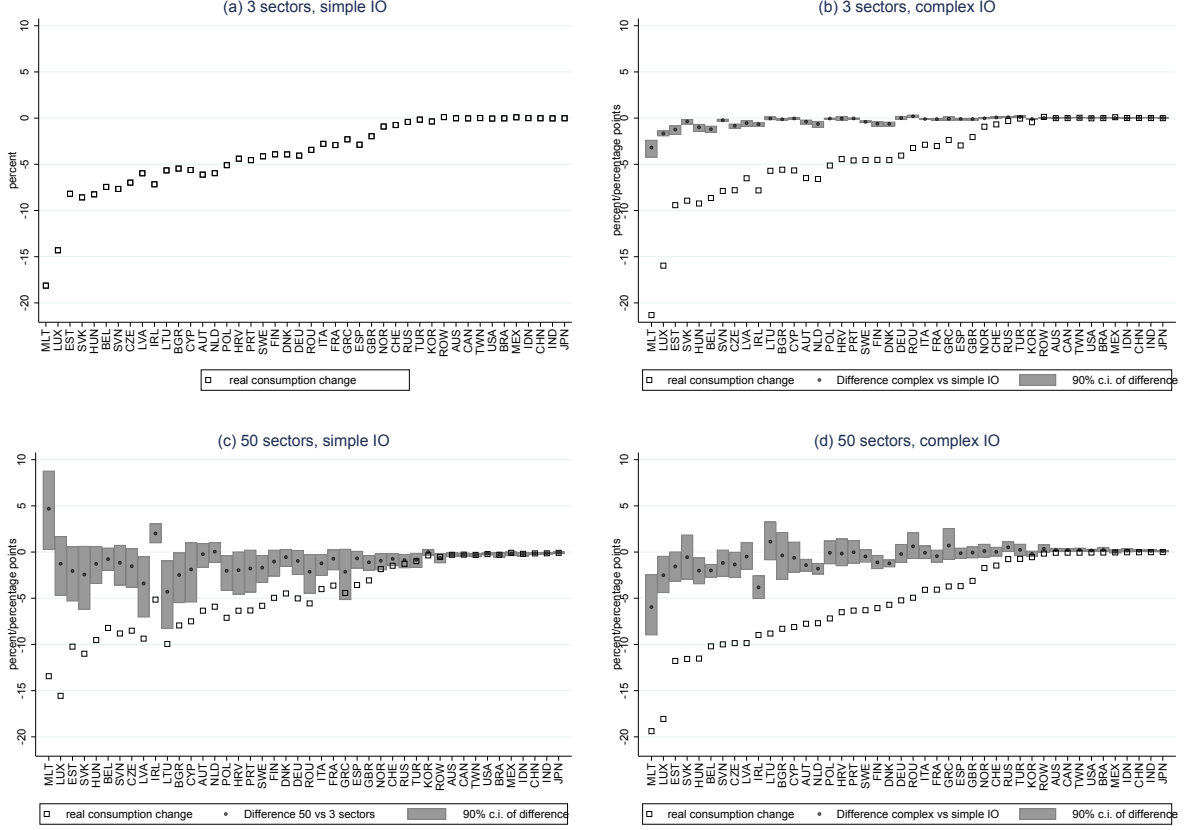 (a) 3 sectors, simple IO
percent
10
5
0
-5
-10
-15
-20
MLT LUX EST SVK HUN BEL SVN CZE LVA IRL LTU BGR CYP AUT NLD POL HRV PRT SWE FIN DNK DEU ROU ITA FRA GRC ESP GBR NOR CHE RUS TUR KOR ROW AUS CAN TWN USA BRA MEX IDN CHN IND JPN
real consumption change
(b) 3 sectors, complex IO
percent/percentage points
10
5
0
-5
-10
-15
-20
MLT LUX EST SVK HUN BEL SVN CZE LVA IRL LTU BGR CYP AUT NLD POL HRV PRT SWE FIN DNK DEU ROU ITA FRA GRC ESP GBR NOR CHE RUS TUR KOR ROW AUS CAN TWN USA BRA MEX IDN CHN IND JPN
real consumption change Difference complex vs simple IO 90% c.i. of difference
(c) 50 sectors, simple IO
percent/percentage points
10
5
0
-5
-10
-15
-20
MLT LUX EST SVK HUN BEL SVN CZE LVA IRL LTU BGR CYP AUT NLD POL HRV PRT SWE FIN DNK DEU ROU ITA FRA GRC ESP GBR NOR CHE RUS TUR KOR ROW AUS CAN TWN USA BRA MEX IDN CHN IND JPN
real consumption change Difference 50 vs 3 sectors 90% c.i. of difference
(d) 50 sectors, complex IO
percent/percentage points
10
5
0
-5
-10
-15
-20
MLT LUX EST SVK HUN BEL SVN CZE LVA IRL LTU BGR CYP AUT NLD POL HRV PRT SWE FIN DNK DEU ROU ITA FRA GRC ESP GBR NOR CHE RUS TUR KOR ROW AUS CAN TWN USA BRA MEX IDN CHN IND JPN
real consumption change Difference complex vs simple IO 90% c.i. of difference